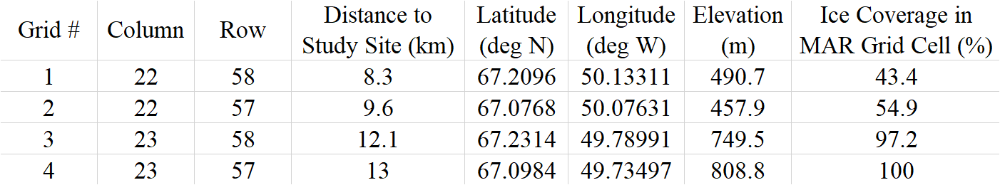 Grid # Column Row Distance to Study Site (km) Latitude (deg N) Longitude (deg W) Elevation (m) Ice Coverage in MAR Grid Cell (%)
1 22 58 8.3 67.2096 50.13311 490.7 43.4
2 22 57 9.6 67.0768 50.07631 457.9 54.9
3 23 58 12.1 67.2314 49.78991 749.5 97.2
4 23 57 13 67.0984 49.73497 808.8 100